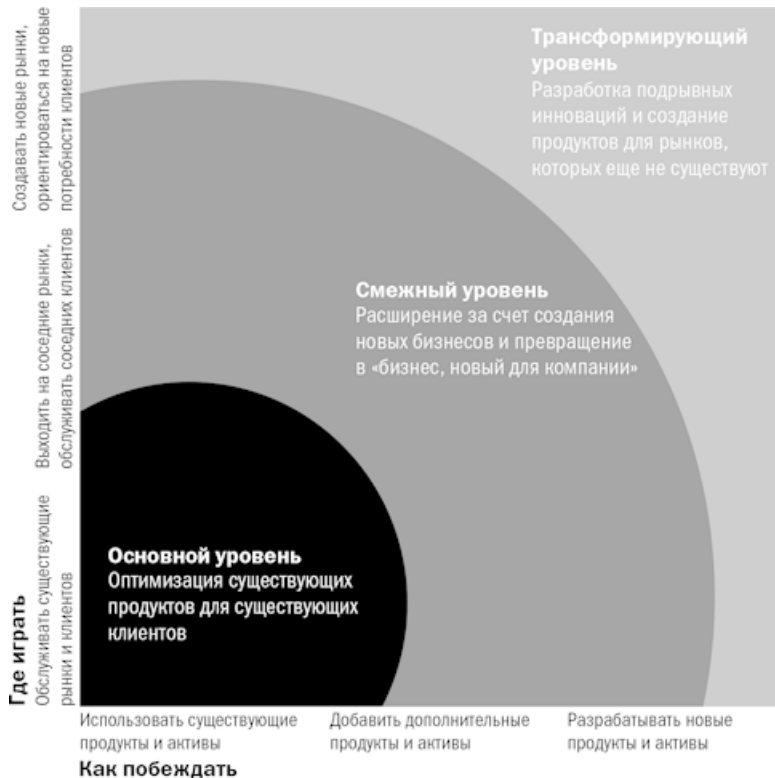 Трансформирующий
уровень
Разработка подрывных
инноваций и создание
продуктов для рынков,
которых еще не существуют
Смежный уровень
Расширение за счет создания
новых бизнесов и превращение
в «бизнес, новый для компании»
Основной уровень
Оптимизация существующих
продуктов для существующих
клиентов
Создавать новые рынки,
ориентироваться на новые
потребности клиентов
Выходить на соседние рынки,
обслуживать соседних клиентов
Где играть
Обслуживать существующие
рынки и клиентов
Использовать существующие
продукты и активы
Добавить дополнительные
продукты и активы
Разрабатывать новые
продукты и активы
Как побеждать